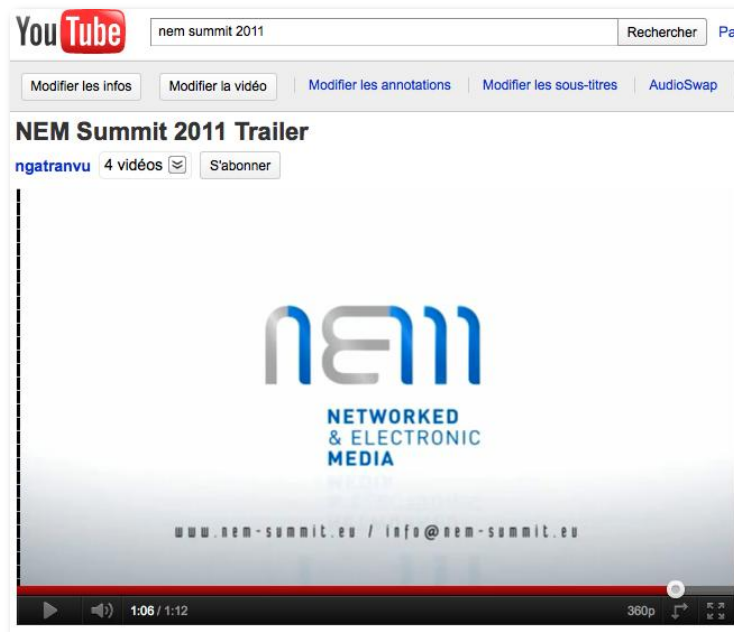 You Tube nem summit 2011 Rechercher Pa
Modifier les infos Modifier la vidéo Modifier les annotations Modifier les sous-titres AudioSwap
NEM Summit 2011 Trailer
ngatranvu 4 vidéos S'abonner
nem
NETWORKED
& ELECTRONIC
MEDIA
www.nem-summit.eu / info@nem-summit.eu
1:06 / 1:12 360p